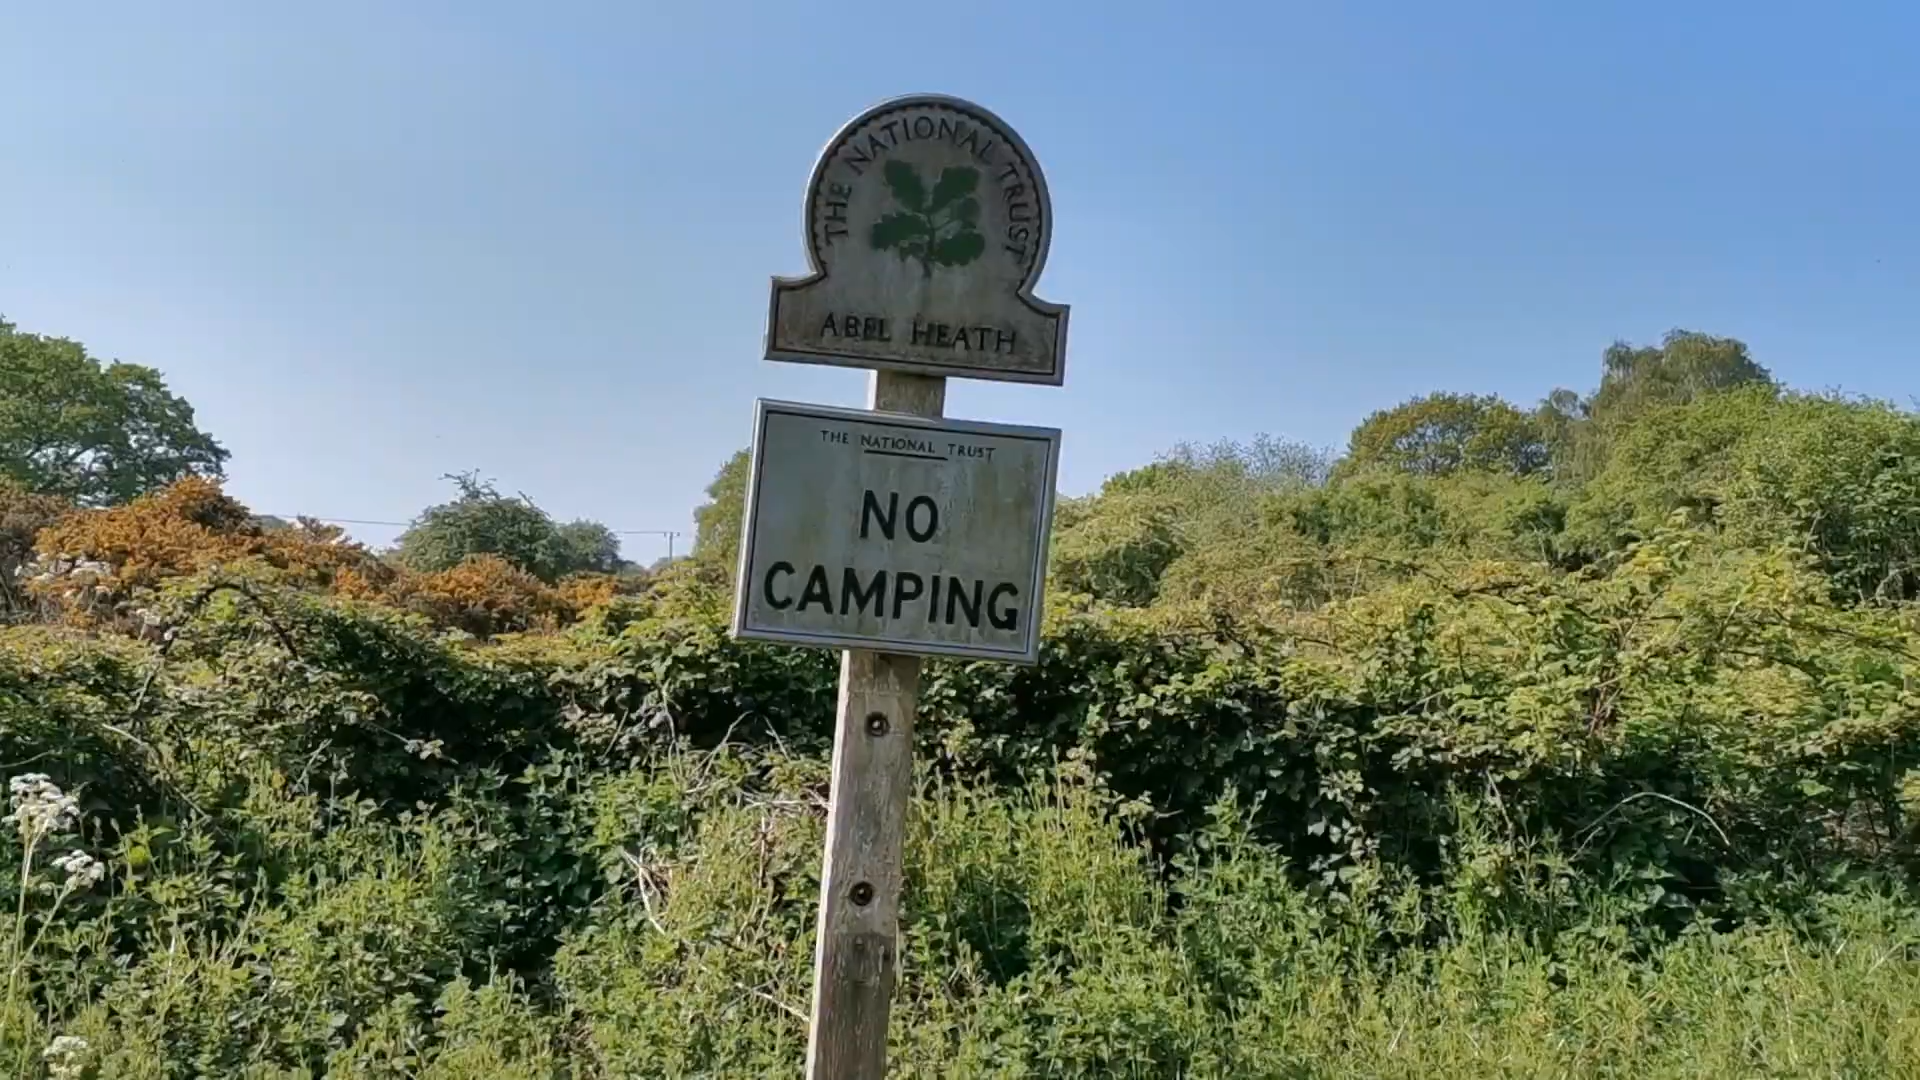 THE NATIONAL TRUST
ABEL HEATH
THE NATIONAL TRUST
NO
CAMPING